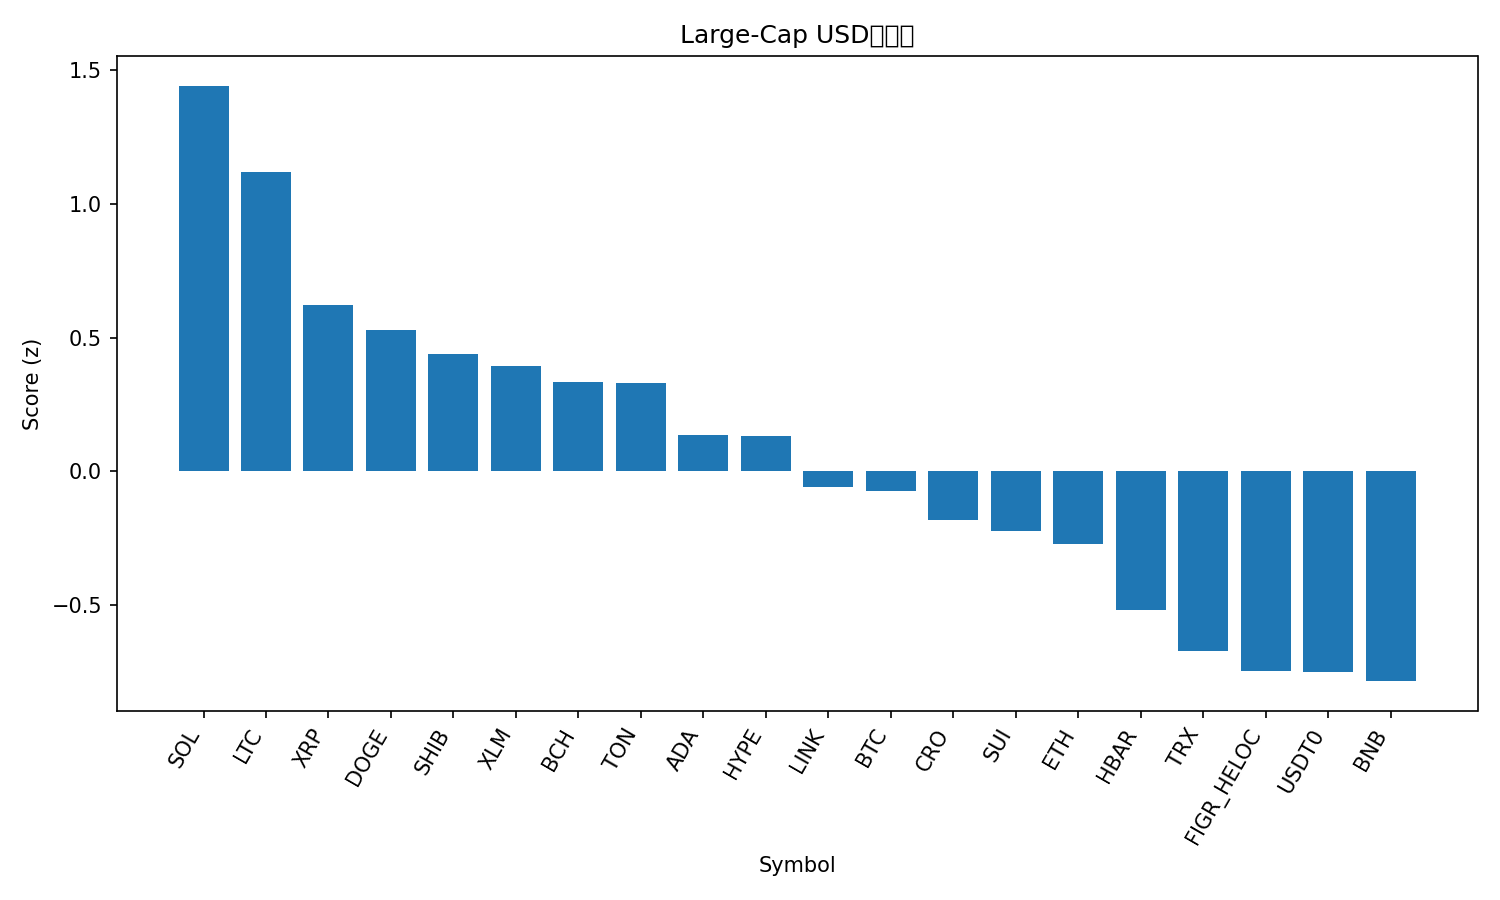 Large-Cap USD
1.5
1.0
0.5
0.0
−0.5
Score (z)
SOL
LTC
XRP
DOGE
SHIB
XLM
BCH
TON
ADA
HYPE
LINK
BTC
CRO
SUI
ETH
HBAR
TRX
FIGR_HELOC
USDT0
BNB
Symbol